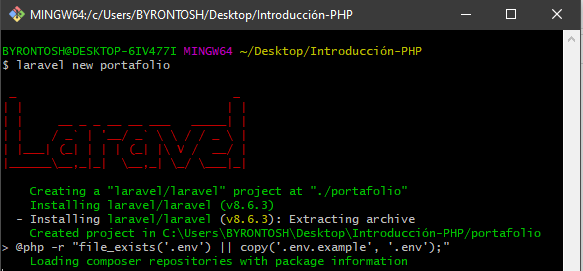 MINGW64:/c/Users/BYRONTOSH/Desktop/Introducción-PHP
BYRONTOSH@DESKTOP-6IV477I MINGW64 ~/Desktop/Introducción-PHP
$ laravel new portafolio
Laravel
Creating a "laravel/laravel" project at "./portafolio"
Installing laravel/laravel (v8.6.3)
- Installing laravel/laravel (v8.6.3): Extracting archive
Created project in C:\Users\BYRONTOSH\Desktop\Introducción-PHP/portafolio
> @php -r "file_exists('.env') || copy('.env.example', '.env');"
Loading composer repositories with package information